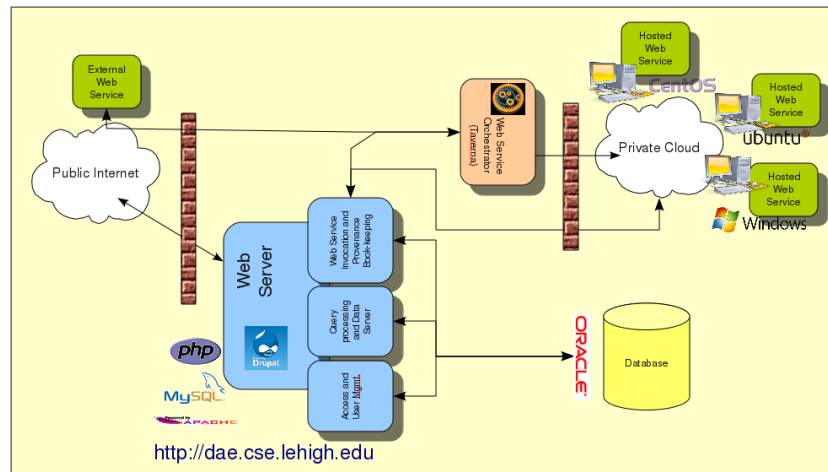 External
Web
Service
Public Internet
Web Service
Orchestrator
(Taverna)
Hosted
Web
Service
CentOS
Hosted
Web
Service
ubuntu®
Private Cloud
Hosted
Web
Service
Windows
Web
Server
Web Service
Invocation and
Provenance
Book-keeping
Query
processing
and Data
Server
Access and
User Mgmt.
Drupal
php
MySQL
Powered by
APACHE
ORACLE
Database
http://dae.cse.lehigh.edu